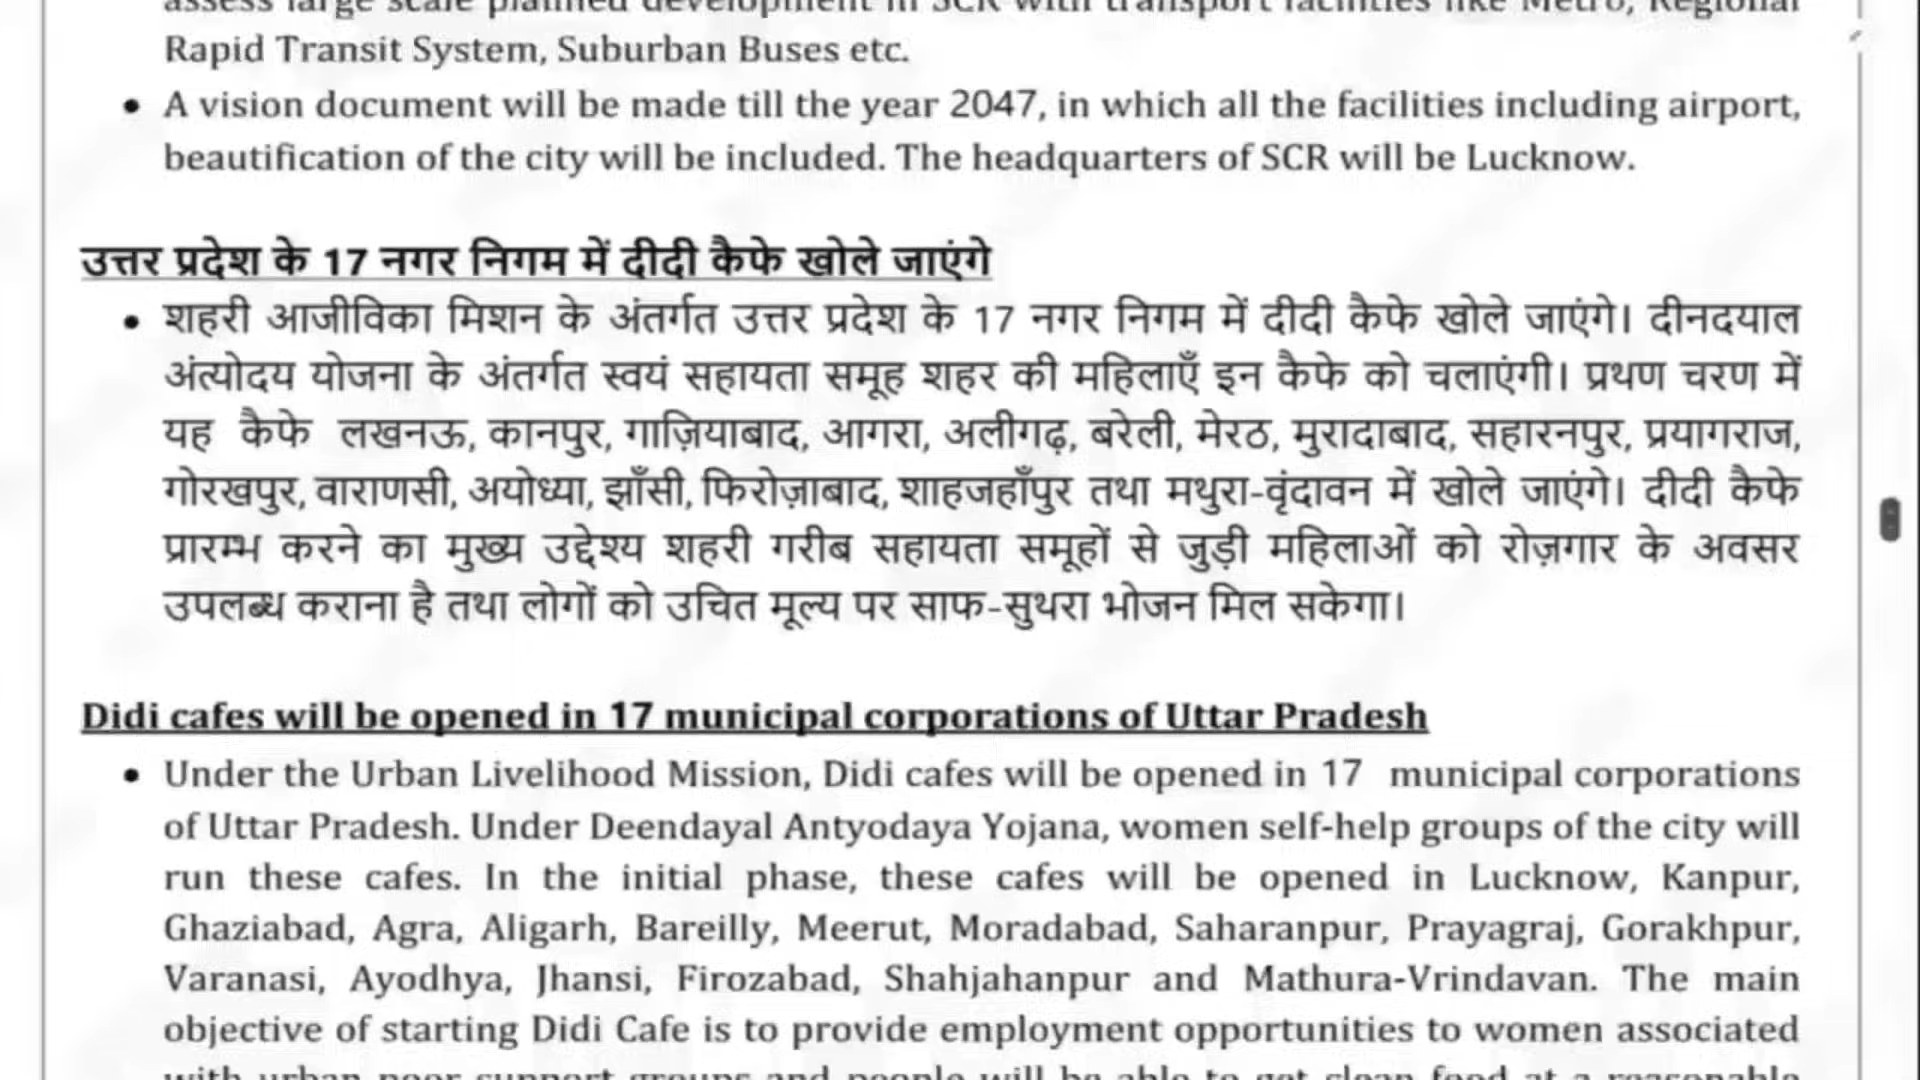 assess large scale planned development in SCR with transport facilities like Metro, Regional
Rapid Transit System, Suburban Buses etc.
• A vision document will be made till the year 2047, in which all the facilities including airport,
beautification of the city will be included. The headquarters of SCR will be Lucknow.
उत्तर प्रदेश के 17 नगर निगम में दीदी कैफे खोले जाएंगे
• शहरी आजीविका मिशन के अंतर्गत उत्तर प्रदेश के 17 नगर निगम में दीदी कैफे खोले जाएंगे। दीनदयाल
अंत्योदय योजना के अंतर्गत स्वयं सहायता समूह शहर की महिलाएँ इन कैफे को चलाएंगी। प्रथण चरण में
यह कैफे लखनऊ, कानपुर, गाज़ियाबाद, आगरा, अलीगढ़, बरेली, मेरठ, मुरादाबाद, सहारनपुर, प्रयागराज,
गोरखपुर, वाराणसी, अयोध्या, झाँसी, फिरोज़ाबाद, शाहजहाँपुर तथा मथुरा-वृंदावन में खोले जाएंगे। दीदी कैफे
प्रारम्भ करने का मुख्य उद्देश्य शहरी गरीब सहायता समूहों से जुड़ी महिलाओं को रोज़गार के अवसर
उपलब्ध कराना है तथा लोगों को उचित मूल्य पर साफ-सुथरा भोजन मिल सकेगा।
Didi cafes will be opened in 17 municipal corporations of Uttar Pradesh
• Under the Urban Livelihood Mission, Didi cafes will be opened in 17 municipal corporations
of Uttar Pradesh. Under Deendayal Antyodaya Yojana, women self-help groups of the city will
run these cafes. In the initial phase, these cafes will be opened in Lucknow, Kanpur,
Ghaziabad, Agra, Aligarh, Bareilly, Meerut, Moradabad, Saharanpur, Prayagraj, Gorakhpur,
Varanasi, Ayodhya, Jhansi, Firozabad, Shahjahanpur and Mathura-Vrindavan. The main
objective of starting Didi Cafe is to provide employment opportunities to women associated
with urban poor support groups and people will be able to get clean food at a reasonable